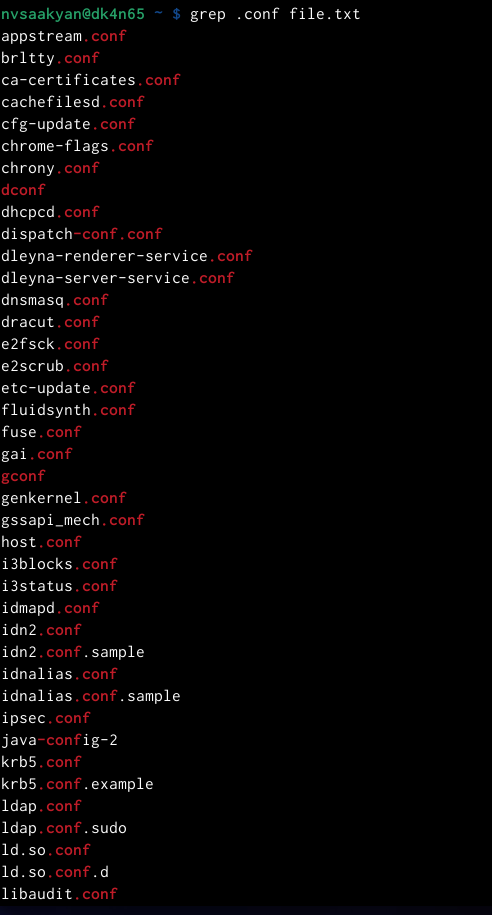 nvsaakyan@dk4n65 ~ $ grep .conf file.txt
appstream.conf
brltty.conf
ca-certificates.conf
cachefilesd.conf
cfg-update.conf
chrome-flags.conf
chrony.conf
dconf
dhcpcd.conf
dispatch-conf.conf
dleyna-renderer-service.conf
dleyna-server-service.conf
dnsmasq.conf
dracut.conf
e2fsck.conf
e2scrub.conf
etc-update.conf
fluidsynth.conf
fuse.conf
gai.conf
gconf
genkernel.conf
gssapi_mech.conf
host.conf
i3blocks.conf
i3status.conf
idmapd.conf
idn2.conf
idn2.conf.sample
idnalias.conf
idnalias.conf.sample
ipsec.conf
java-config-2
krb5.conf
krb5.conf.example
ldap.conf
ldap.conf.sudo
ld.so.conf
ld.so.conf.d
libaudit.conf